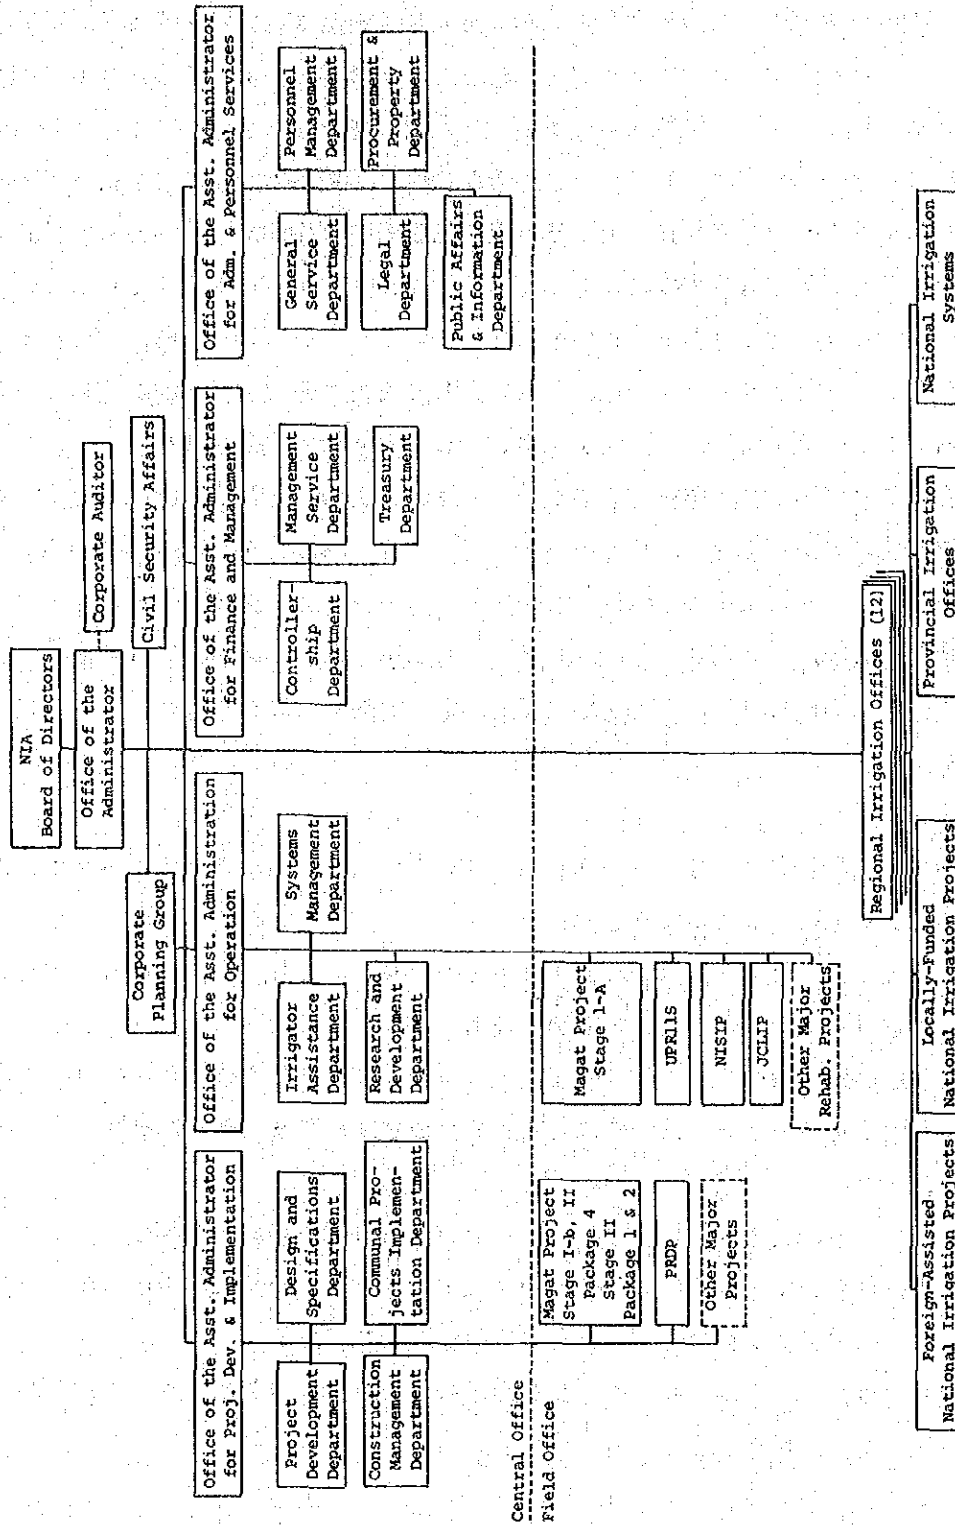 NIA
Board of Directors
Office of the
Administrator
Corporate Auditor
Civil Security Affairs
Corporate
Planning Group
Office of the Asst. Administrator
for Proj. Dev. & Implementation
Office of the Asst. Administration
for Operation
Office of the Asst. Administrator
for Finance and Management
Office of the Asst. Administrator
for Adm. & Personnel Services
Project
Development
Department
Design and
Specifications
Department
Construction
Management
Department
Communal Pro-
jects Implemen-
tation Department
Irrigator
Assistance
Department
Systems
Management
Department
Research and
Development
Department
Controller-
ship
Department
Management
Service
Department
Treasury
Department
General
Service
Department
Personnel
Management
Department
Legal
Department
Procurement &
Property
Department
Public Affairs
& Information
Department
Central Office
Field Office
Magat Project
Stage I-b, II
Package 4
Stage II
Package 1 & 2
PRDP
Other Major
Projects
Magat Project
Stage 1-A
UPRIIS
NISIP
JCLIP
Other Major
Rehab. Projects
Regional Irrigation Offices (12)
Foreign-Assisted
National Irrigation Projects
Locally-Funded
National Irrigation Projects
Provincial Irrigation
Offices
National Irrigation
Systems